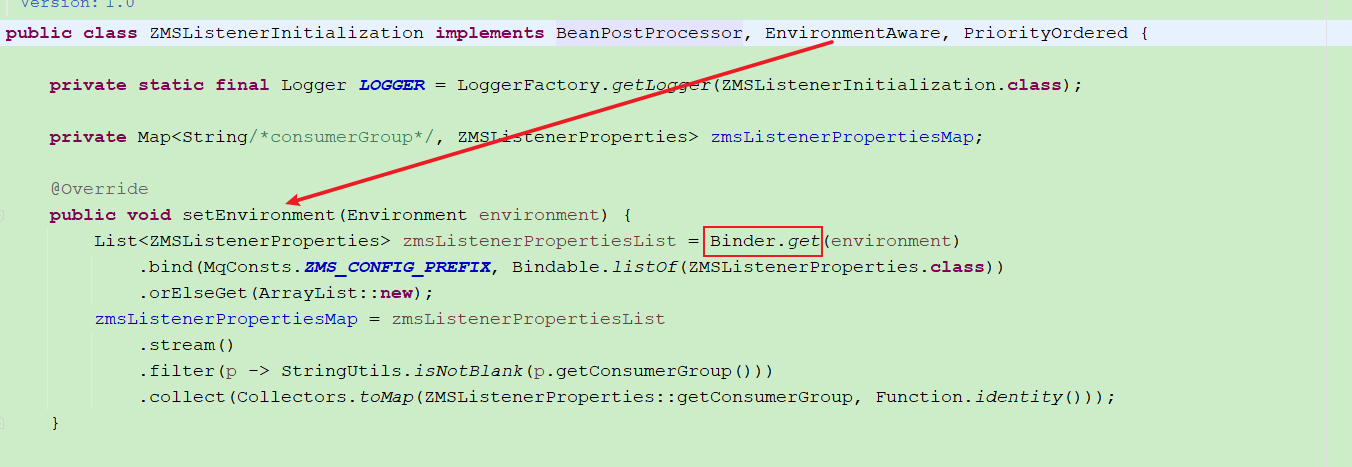 Version: 1.0
public class ZMSListenerInitialization implements BeanPostProcessor, EnvironmentAware, PriorityOrdered {
private static final Logger LOGGER = LoggerFactory.getLogger(ZMSListenerInitialization.class);
private Map<String/*consumerGroup*/, ZMSListenerProperties> zmsListenerPropertiesMap;
@Override
public void setEnvironment(Environment environment) {
List<ZMSListenerProperties> zmsListenerPropertiesList = Binder.get(environment)
.bind(MqConsts.ZMS_CONFIG_PREFIX, Bindable.listOf(ZMSListenerProperties.class))
.orElseGet(ArrayList::new);
zmsListenerPropertiesMap = zmsListenerPropertiesList
.stream()
.filter(p -> StringUtils.isNotBlank(p.getConsumerGroup()))
.collect(Collectors.toMap(ZMSListenerProperties::getConsumerGroup, Function.identity()));
}